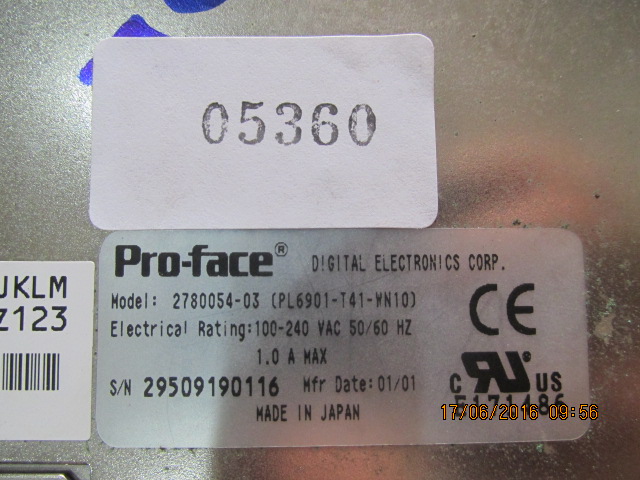 05360
Pro-face® DIGITAL ELECTRONICS CORP.
Model: 2780054-03 (PL6901-T41-WN10)
Electrical Rating:100-240 VAC 50/60 HZ
1.0 A MAX
S/N 29509190116 Mfr Date:01/01
MADE IN JAPAN
CE
C RU US
E171486
JKLM
Z123
17/06/2016 09:56